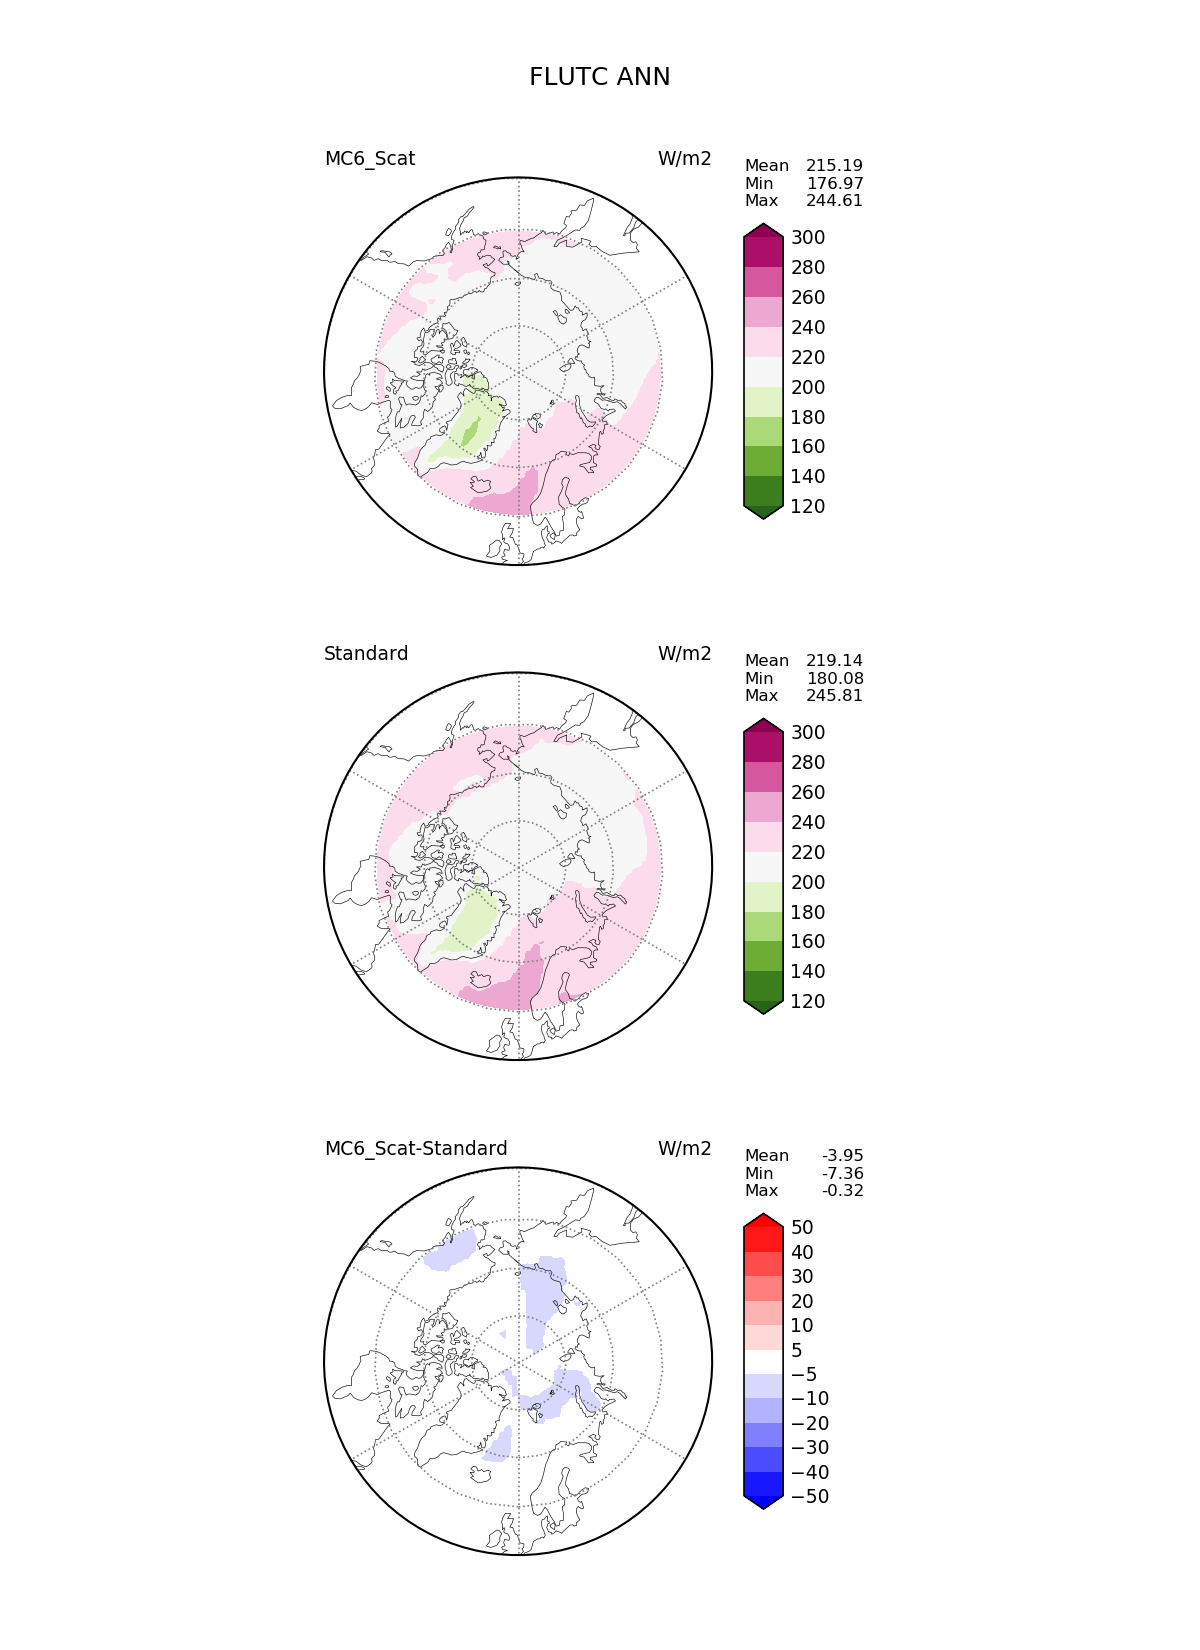 FLUTC ANN
MC6_Scat W/m2
Mean 215.19
Min 176.97
Max 244.61
300
280
260
240
220
200
180
160
140
120
Standard W/m2
Mean 219.14
Min 180.08
Max 245.81
300
280
260
240
220
200
180
160
140
120
MC6_Scat-Standard W/m2
Mean -3.95
Min -7.36
Max -0.32
50
40
30
20
10
5
−5
−10
−20
−30
−40
−50